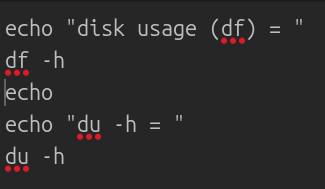 echo "disk usage (df) = "
df -h
echo
echo "du -h = "
du -h